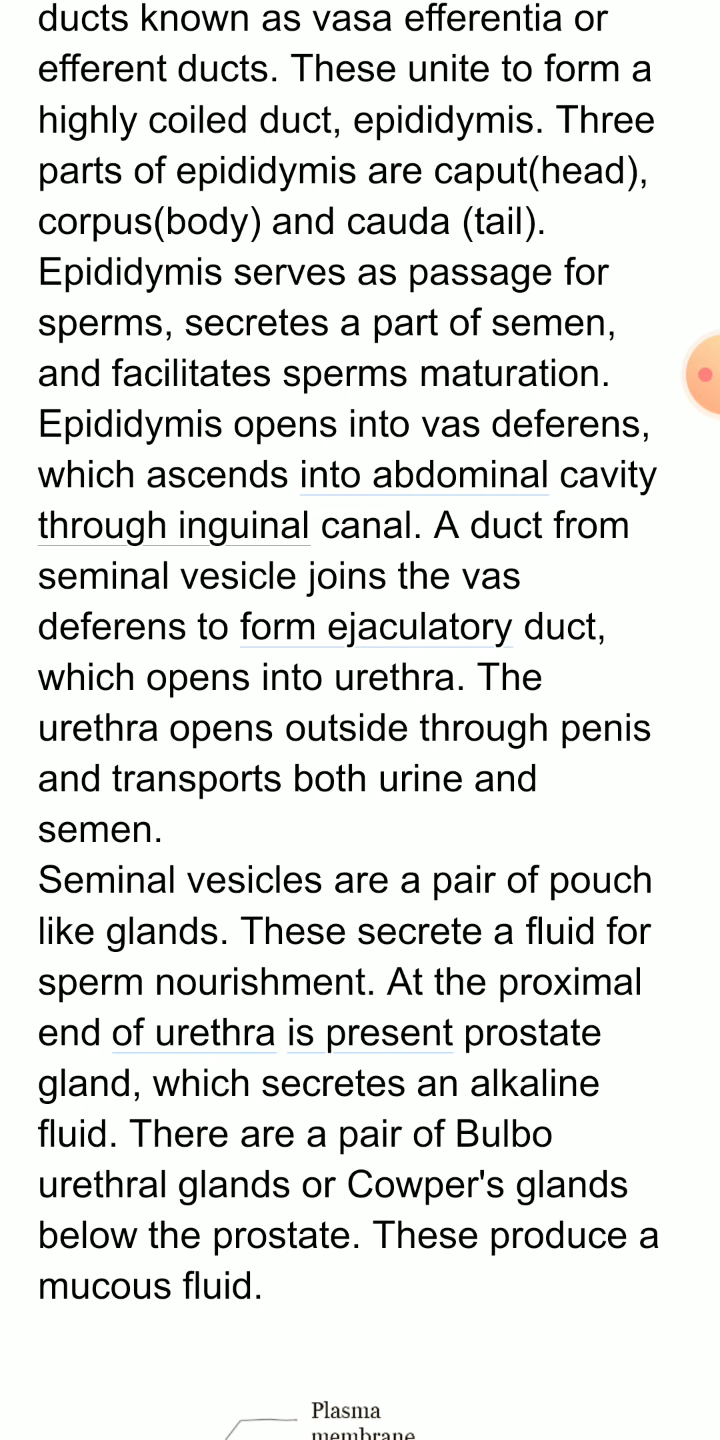 ducts known as vasa efferentia or
efferent ducts. These unite to form a
highly coiled duct, epididymis. Three
parts of epididymis are caput(head),
corpus(body) and cauda (tail).
Epididymis serves as passage for
sperms, secretes a part of semen,
and facilitates sperms maturation.
Epididymis opens into vas deferens,
which ascends into abdominal cavity
through inguinal canal. A duct from
seminal vesicle joins the vas
deferens to form ejaculatory duct,
which opens into urethra. The
urethra opens outside through penis
and transports both urine and
semen.
Seminal vesicles are a pair of pouch
like glands. These secrete a fluid for
sperm nourishment. At the proximal
end of urethra is present prostate
gland, which secretes an alkaline
fluid. There are a pair of Bulbo
urethral glands or Cowper's glands
below the prostate. These produce a
mucous fluid.
Plasma
membrane